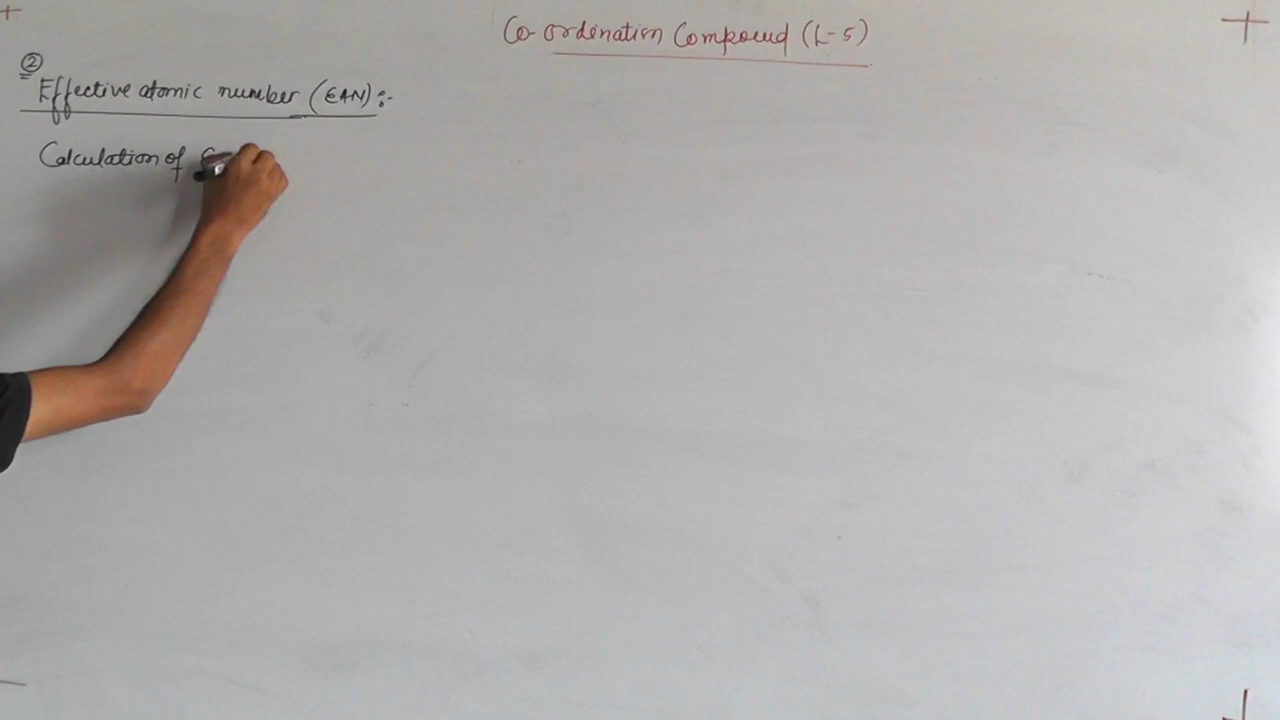 Co-ordination Compound (L-5)
②
Effective atomic number (EAN):-
Calculation of